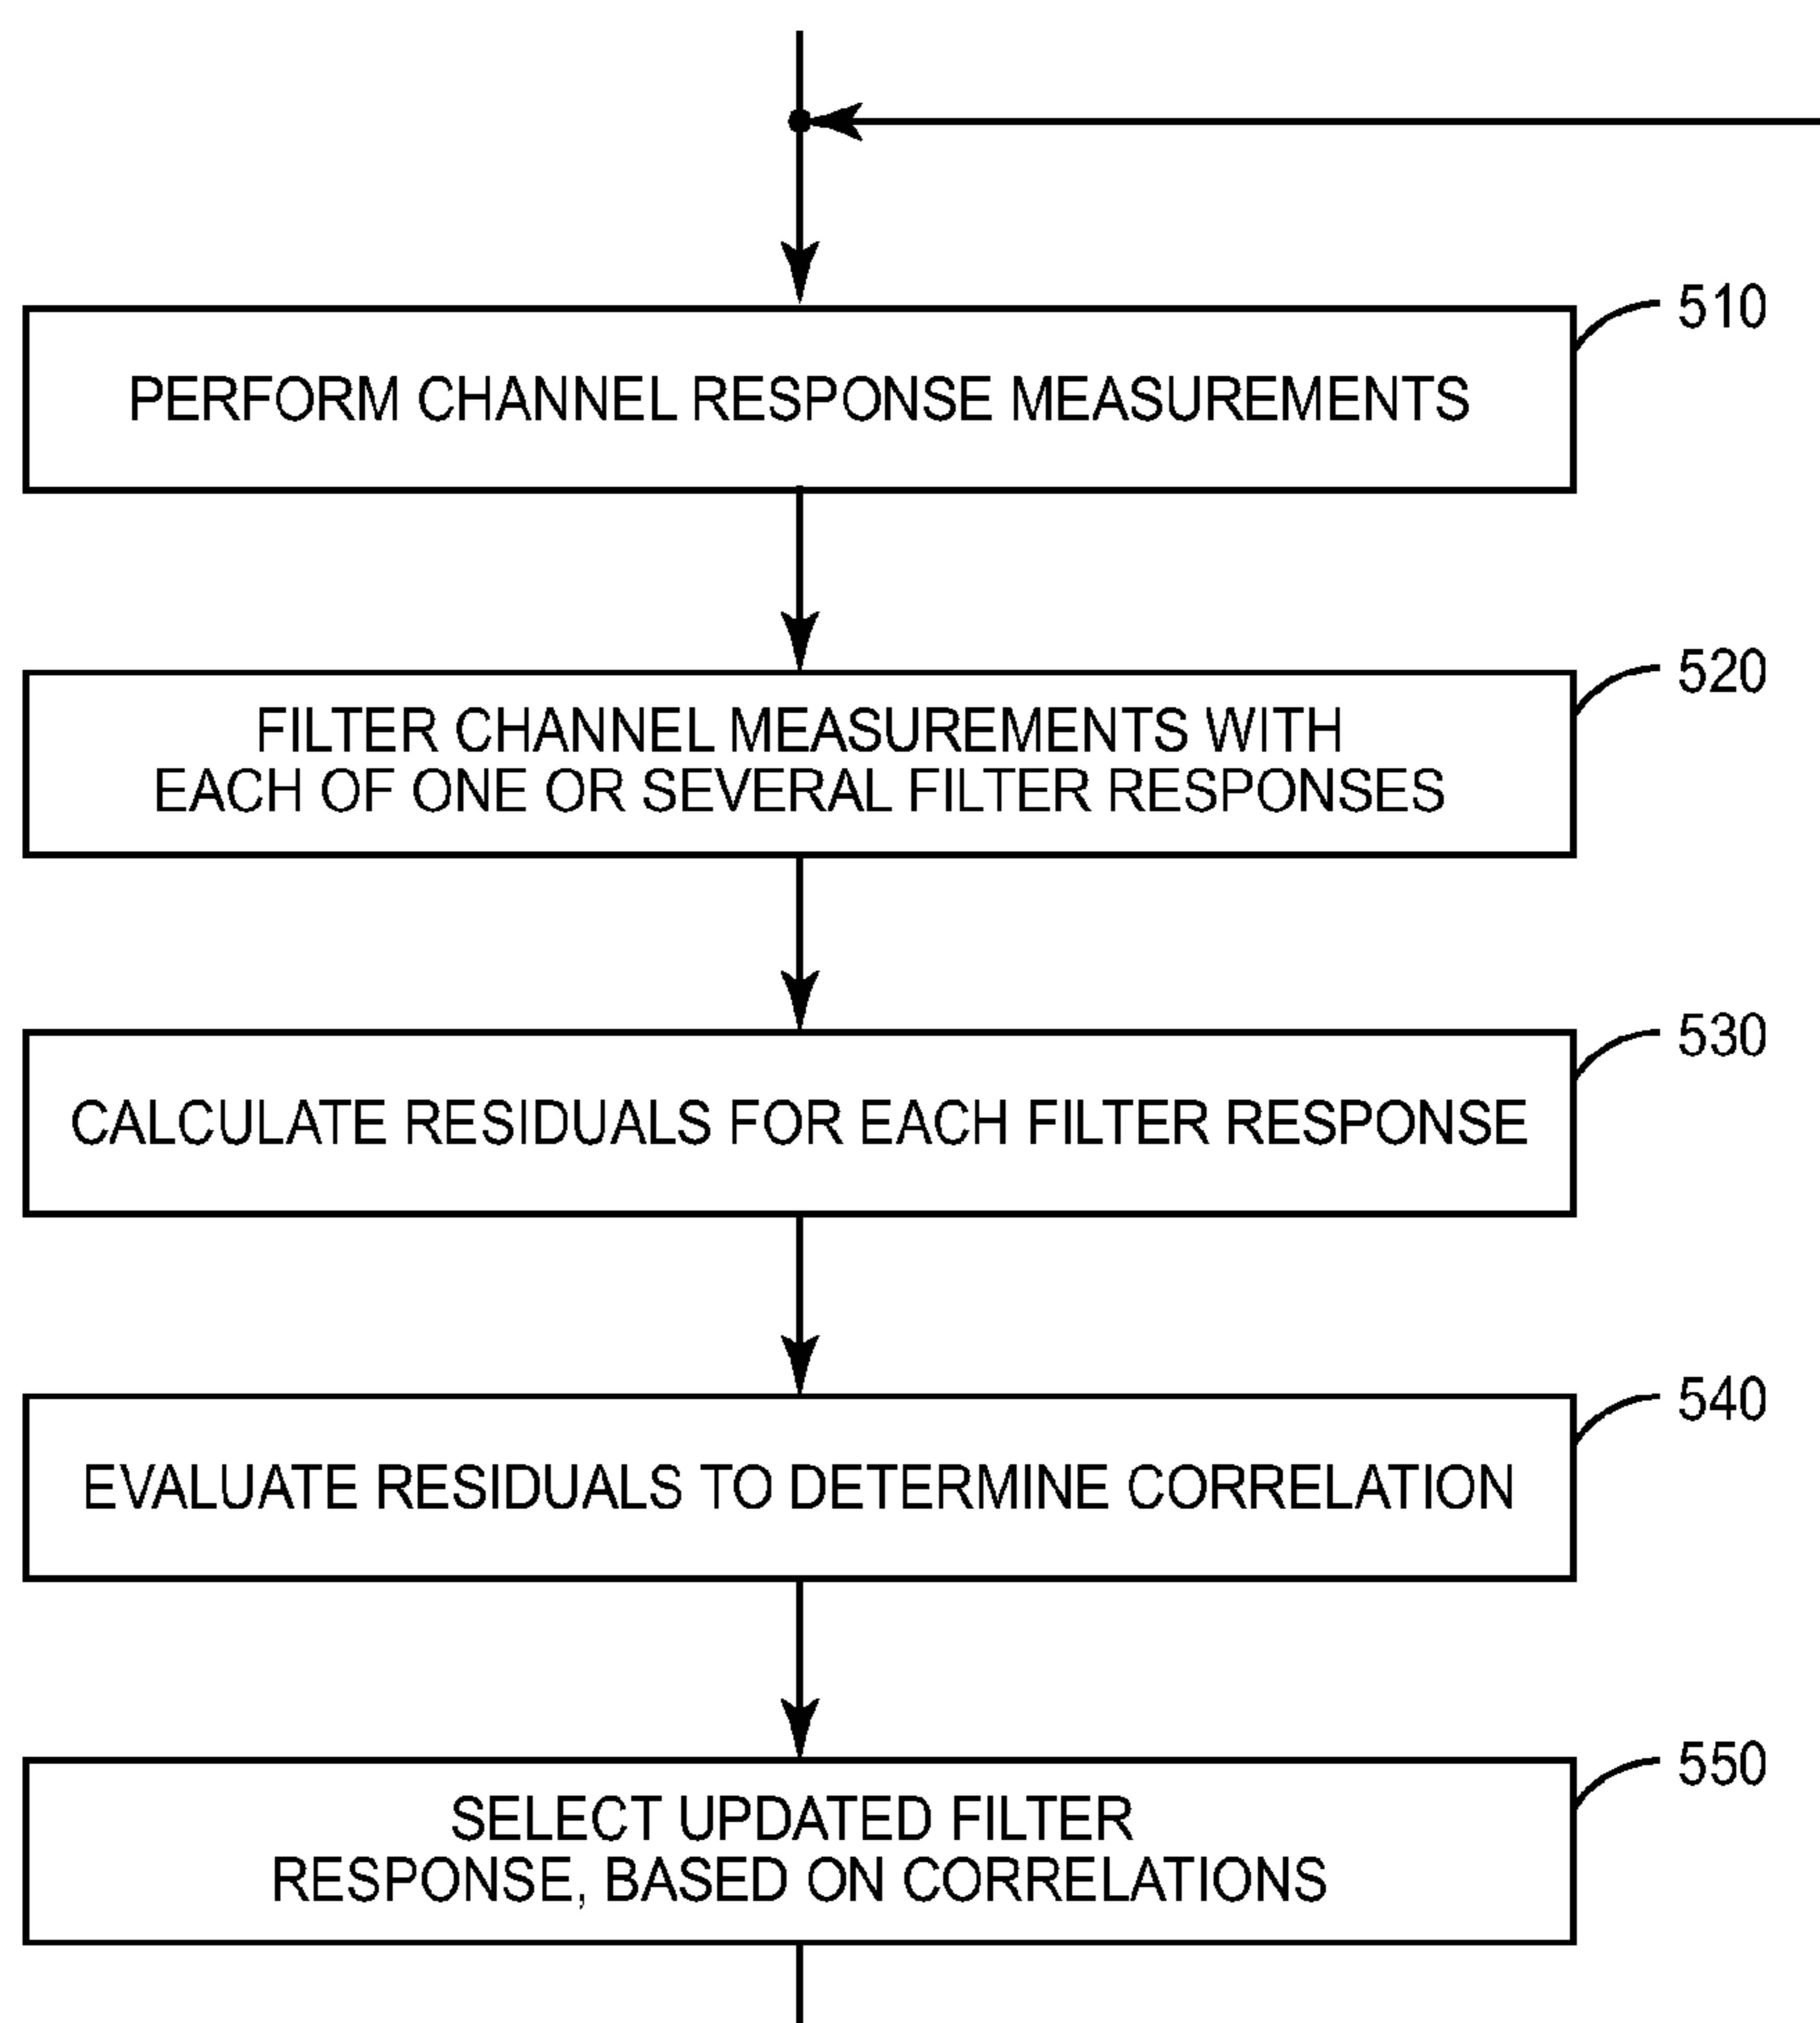 510
PERFORM CHANNEL RESPONSE MEASUREMENTS
520
FILTER CHANNEL MEASUREMENTS WITH
EACH OF ONE OR SEVERAL FILTER RESPONSES
530
CALCULATE RESIDUALS FOR EACH FILTER RESPONSE
540
EVALUATE RESIDUALS TO DETERMINE CORRELATION
550
SELECT UPDATED FILTER
RESPONSE, BASED ON CORRELATIONS